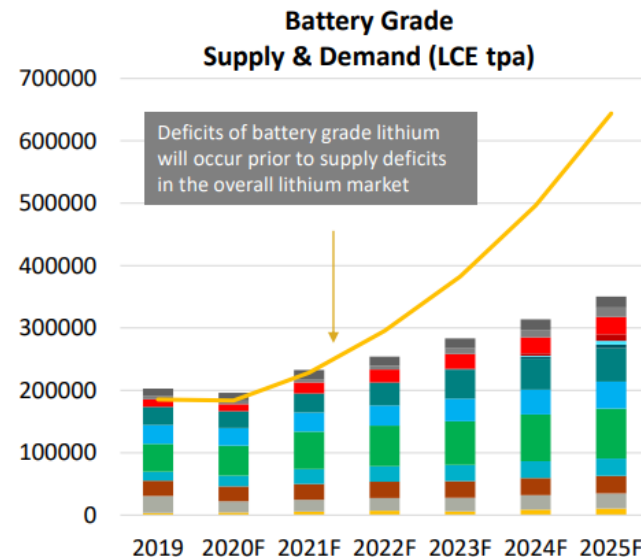 Battery Grade
Supply & Demand (LCE tpa)
700000
Deficits of battery grade lithium
will occur prior to supply deficits
in the overall lithium market
600000
500000
400000
300000
200000
100000
0
2019 2020F 2021F 2022F 2023F 2024F 2025F